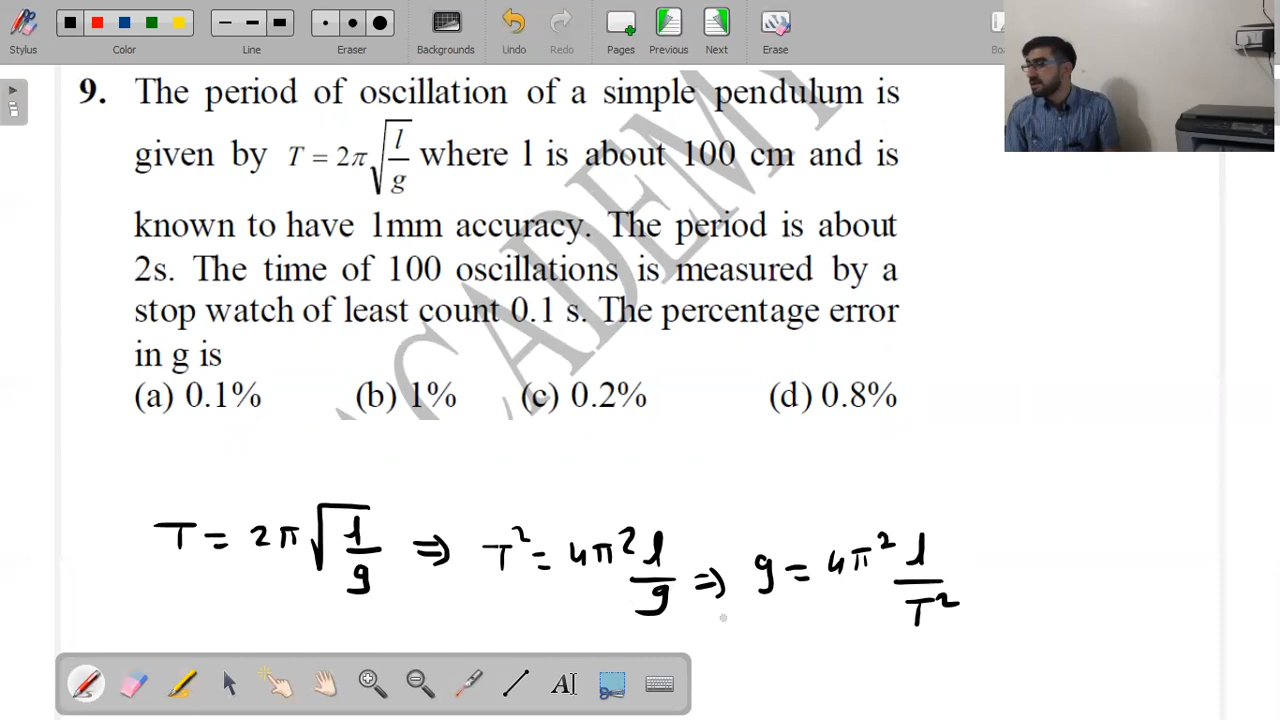 Stylus
Color
Line
Eraser
Backgrounds
Undo
Redo
Pages
Previous
Next
Erase
9. The period of oscillation of a simple pendulum is
given by T = 2π√(l/g) where l is about 100 cm and is
known to have 1mm accuracy. The period is about
2s. The time of 100 oscillations is measured by a
stop watch of least count 0.1 s. The percentage error
in g is
(a) 0.1% (b) 1% (c) 0.2% (d) 0.8%
ACADEMY
T = 2π√(l/g) ⇒ T² = 4π² l/g ⇒ g = 4π² l/T²